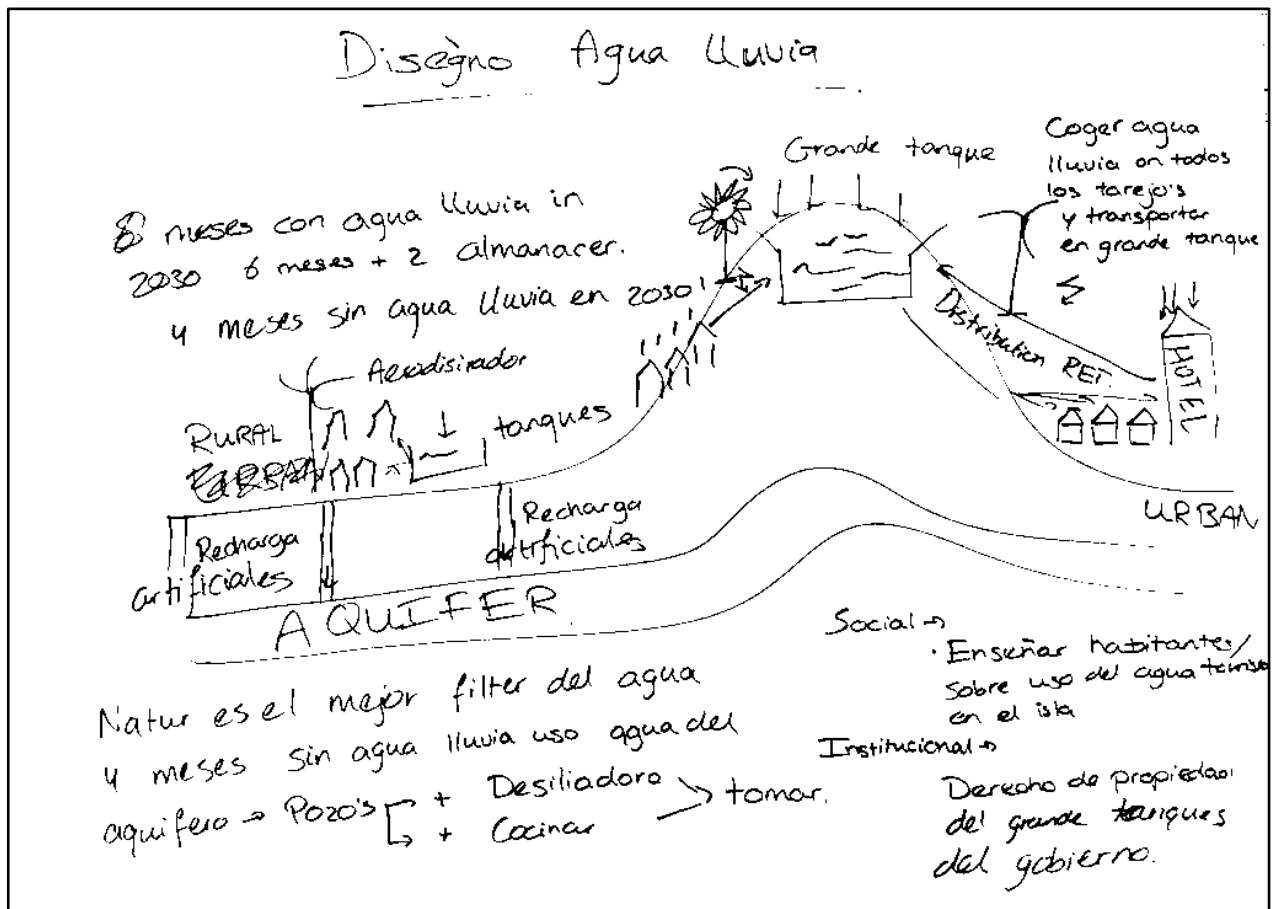 Disègno Agua lluvia
Grande tanque
Coger agua
lluvia en todos
los tarejo's
y transportar
en grande tanque
8 meses con agua lluvia in
2030 6 meses + 2 almanacer.
4 meses sin agua lluvia en 2030!
tanques
RURAL
Distribution RET.
HOTEL
URBAN
Recharga
artificiales
Recharga
artificiales
AQUIFER
Natur es el mejor filter del agua
4 meses sin agua lluvia uso agua del
aquifero → Pozo's + Desiliadora
+ Cocinar
tomar.
Social →
· Enseñar habitantes/
sobre uso del agua
en el isla
Institucional →
Derecho de propiedad
del grande tanques
del gobierno.